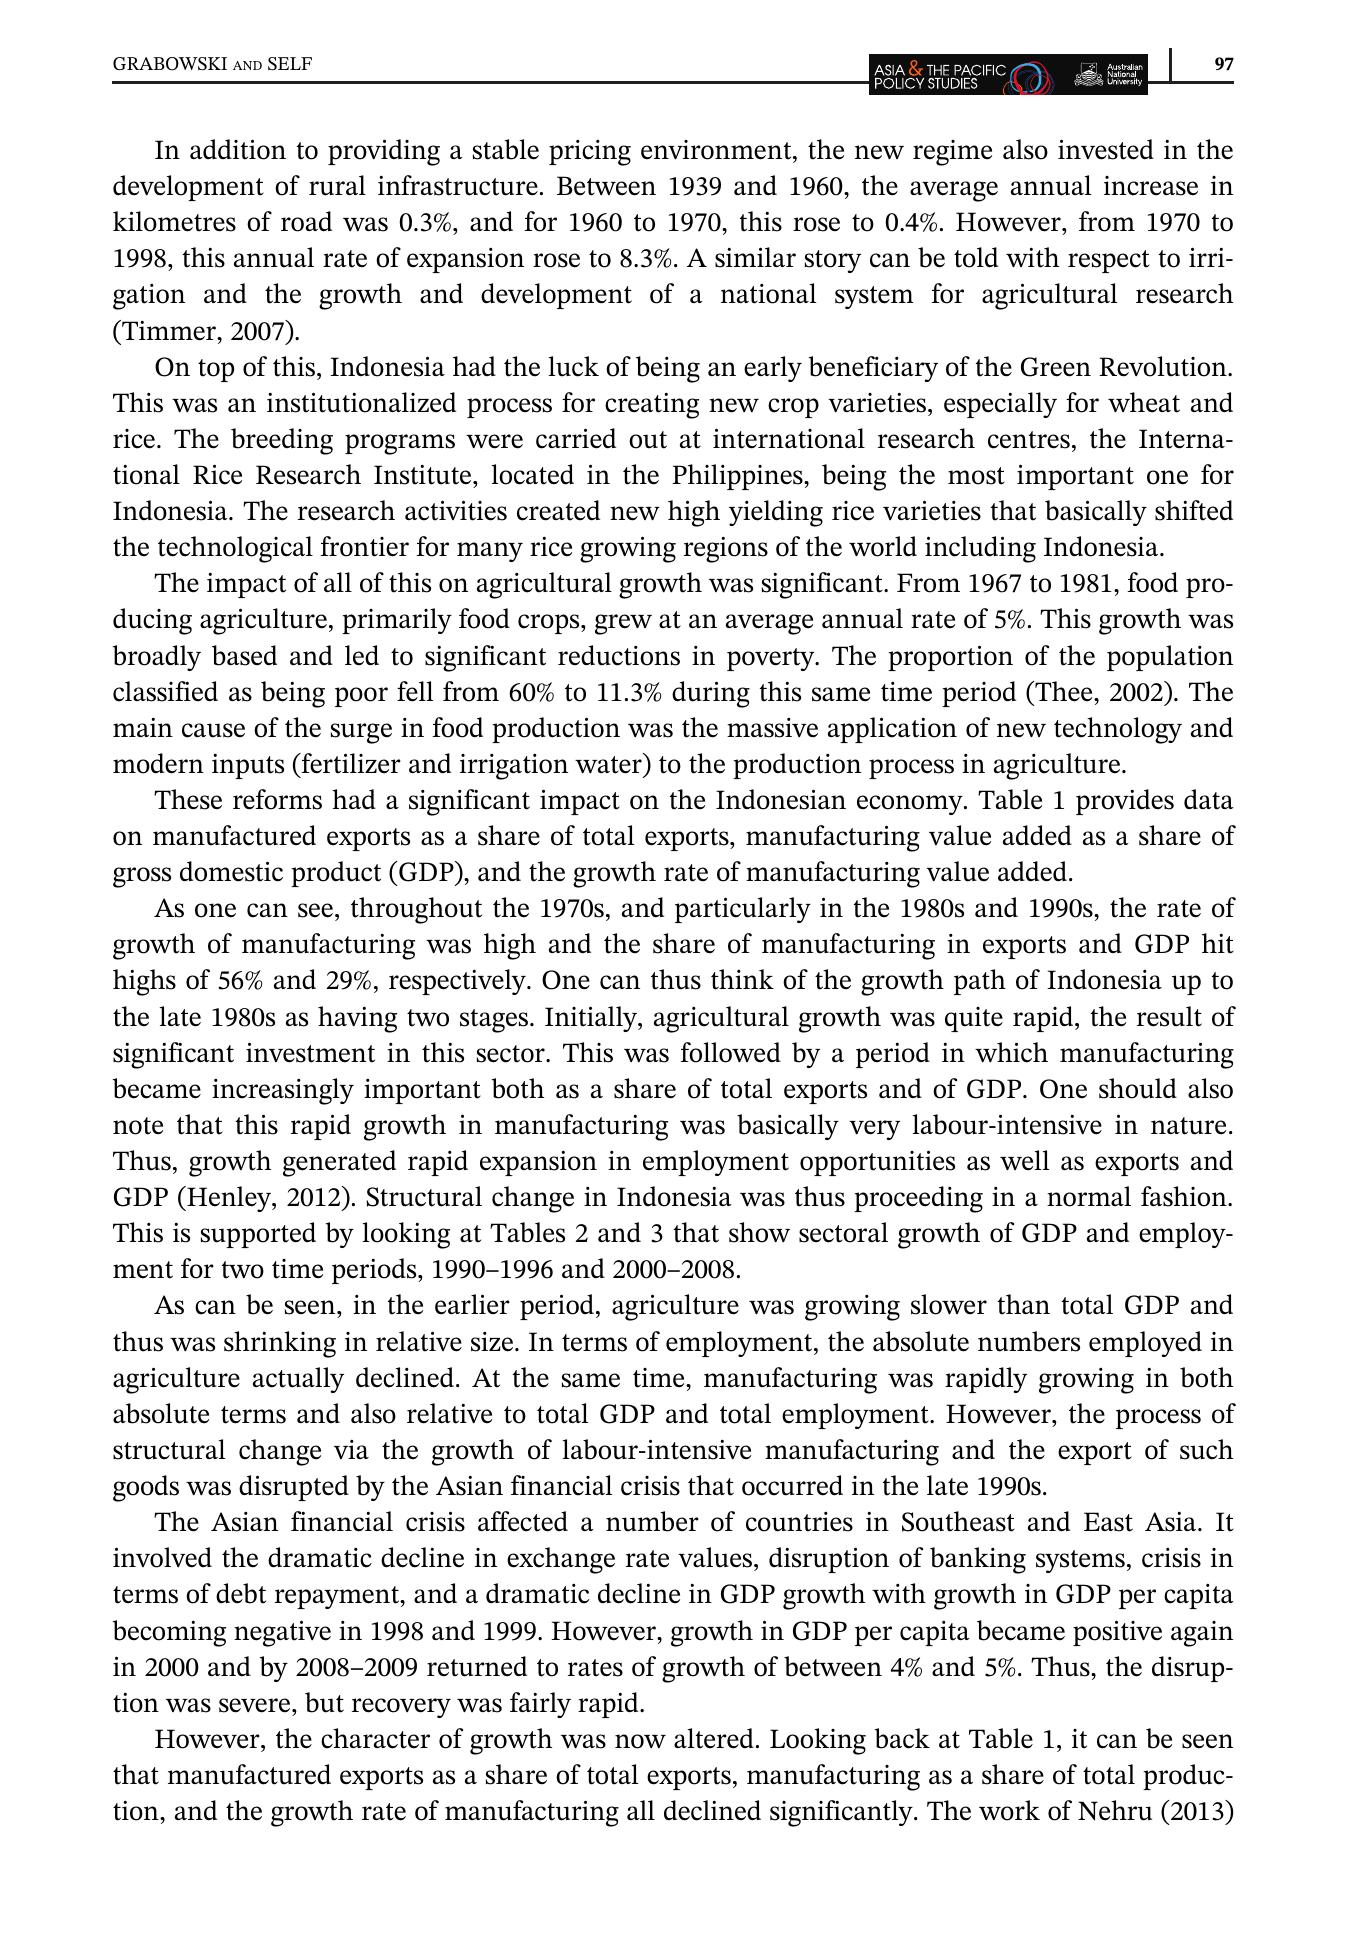 GRABOWSKI AND SELF
ASIA & THE PACIFIC
POLICY STUDIES
Australian
National
University
97
In addition to providing a stable pricing environment, the new regime also invested in the
development of rural infrastructure. Between 1939 and 1960, the average annual increase in
kilometres of road was 0.3%, and for 1960 to 1970, this rose to 0.4%. However, from 1970 to
1998, this annual rate of expansion rose to 8.3%. A similar story can be told with respect to irri-
gation and the growth and development of a national system for agricultural research
(Timmer, 2007).
On top of this, Indonesia had the luck of being an early beneficiary of the Green Revolution.
This was an institutionalized process for creating new crop varieties, especially for wheat and
rice. The breeding programs were carried out at international research centres, the Interna-
tional Rice Research Institute, located in the Philippines, being the most important one for
Indonesia. The research activities created new high yielding rice varieties that basically shifted
the technological frontier for many rice growing regions of the world including Indonesia.
The impact of all of this on agricultural growth was significant. From 1967 to 1981, food pro-
ducing agriculture, primarily food crops, grew at an average annual rate of 5%. This growth was
broadly based and led to significant reductions in poverty. The proportion of the population
classified as being poor fell from 60% to 11.3% during this same time period (Thee, 2002). The
main cause of the surge in food production was the massive application of new technology and
modern inputs (fertilizer and irrigation water) to the production process in agriculture.
These reforms had a significant impact on the Indonesian economy. Table 1 provides data
on manufactured exports as a share of total exports, manufacturing value added as a share of
gross domestic product (GDP), and the growth rate of manufacturing value added.
As one can see, throughout the 1970s, and particularly in the 1980s and 1990s, the rate of
growth of manufacturing was high and the share of manufacturing in exports and GDP hit
highs of 56% and 29%, respectively. One can thus think of the growth path of Indonesia up to
the late 1980s as having two stages. Initially, agricultural growth was quite rapid, the result of
significant investment in this sector. This was followed by a period in which manufacturing
became increasingly important both as a share of total exports and of GDP. One should also
note that this rapid growth in manufacturing was basically very labour-intensive in nature.
Thus, growth generated rapid expansion in employment opportunities as well as exports and
GDP (Henley, 2012). Structural change in Indonesia was thus proceeding in a normal fashion.
This is supported by looking at Tables 2 and 3 that show sectoral growth of GDP and employ-
ment for two time periods, 1990–1996 and 2000–2008.
As can be seen, in the earlier period, agriculture was growing slower than total GDP and
thus was shrinking in relative size. In terms of employment, the absolute numbers employed in
agriculture actually declined. At the same time, manufacturing was rapidly growing in both
absolute terms and also relative to total GDP and total employment. However, the process of
structural change via the growth of labour-intensive manufacturing and the export of such
goods was disrupted by the Asian financial crisis that occurred in the late 1990s.
The Asian financial crisis affected a number of countries in Southeast and East Asia. It
involved the dramatic decline in exchange rate values, disruption of banking systems, crisis in
terms of debt repayment, and a dramatic decline in GDP growth with growth in GDP per capita
becoming negative in 1998 and 1999. However, growth in GDP per capita became positive again
in 2000 and by 2008–2009 returned to rates of growth of between 4% and 5%. Thus, the disrup-
tion was severe, but recovery was fairly rapid.
However, the character of growth was now altered. Looking back at Table 1, it can be seen
that manufactured exports as a share of total exports, manufacturing as a share of total produc-
tion, and the growth rate of manufacturing all declined significantly. The work of Nehru (2013)